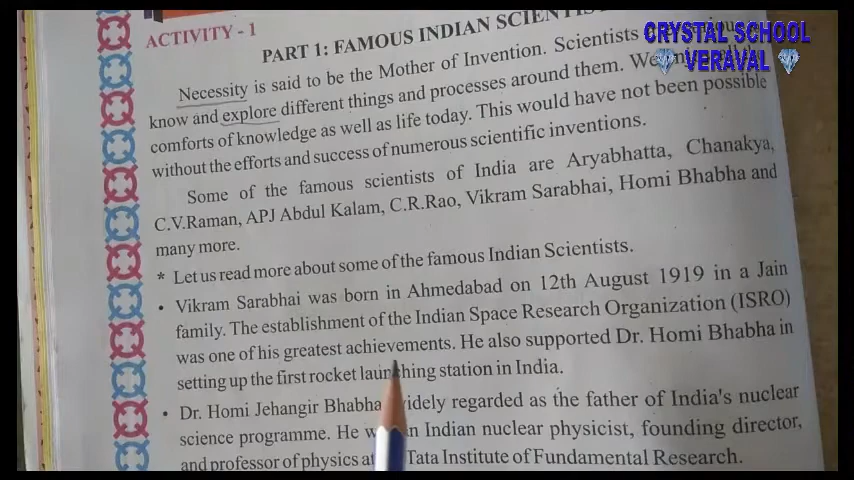 ACTIVITY - 1
PART 1: FAMOUS INDIAN
CRYSTAL SCHOOL
VERAVAL
Necessity is said to be the Mother of Invention. Scientists
know and explore different things and processes around them. We
comforts of knowledge as well as life today. This would have not been possible
without the efforts and success of numerous scientific inventions.
Some of the famous scientists of India are Aryabhatta, Chanakya,
C.V.Raman, APJ Abdul Kalam, C.R.Rao, Vikram Sarabhai, Homi Bhabha and
many more.
* Let us read more about some of the famous Indian Scientists.
• Vikram Sarabhai was born in Ahmedabad on 12th August 1919 in a Jain
family. The establishment of the Indian Space Research Organization (ISRO)
was one of his greatest achievements. He also supported Dr. Homi Bhabha in
setting up the first rocket launching station in India.
• Dr. Homi Jehangir Bhabha widely regarded as the father of India's nuclear
science programme. He Indian nuclear physicist, founding director,
and professor of physics at Tata Institute of Fundamental Research.